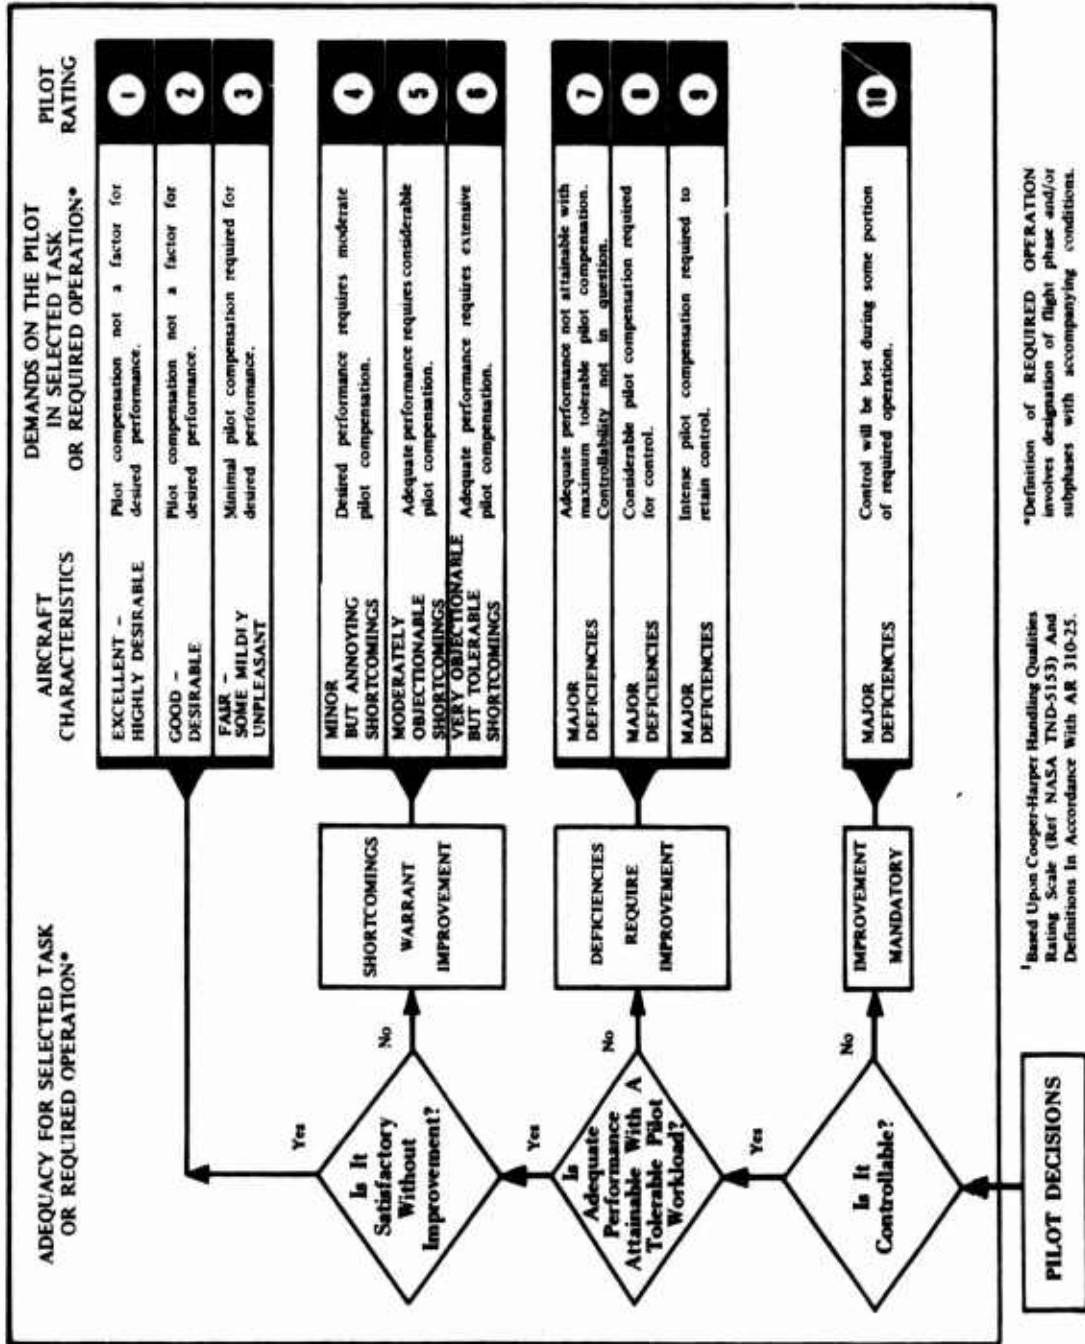 ADEQUACY FOR SELECTED TASK
OR REQUIRED OPERATION*
AIRCRAFT
CHARACTERISTICS
DEMANDS ON THE PILOT
IN SELECTED TASK
OR REQUIRED OPERATION*
PILOT
RATING
EXCELLENT –
HIGHLY DESIRABLE
Pilot compensation not a factor for
desired performance.
1
GOOD –
DESIRABLE
Pilot compensation not a factor for
desired performance.
2
FAIR –
SOME MILDLY
UNPLEASANT
Minimal pilot compensation required for
desired performance.
3
Yes
Is It
Satisfactory
Without
Improvement?
No
SHORTCOMINGS
WARRANT
IMPROVEMENT
MINOR
BUT ANNOYING
SHORTCOMINGS
Desired performance requires moderate
pilot compensation.
4
MODERATELY
OBJECTIONABLE
SHORTCOMINGS
Adequate performance requires considerable
pilot compensation.
5
VERY OBJECTIONABLE
BUT TOLERABLE
SHORTCOMINGS
Adequate performance requires extensive
pilot compensation.
6
Yes
Is
Adequate
Performance
Attainable With A
Tolerable Pilot
Workload?
No
DEFICIENCIES
REQUIRE
IMPROVEMENT
MAJOR
DEFICIENCIES
Adequate performance not attainable with
maximum tolerable pilot compensation.
Controllability not in question.
7
MAJOR
DEFICIENCIES
Considerable pilot compensation required
for control.
8
MAJOR
DEFICIENCIES
Intense pilot compensation required to
retain control.
9
Yes
Is It
Controllable?
No
IMPROVEMENT
MANDATORY
MAJOR
DEFICIENCIES
Control will be lost during some portion
of required operation.
10
PILOT DECISIONS
1 Based Upon Cooper-Harper Handling Qualities
Rating Scale (Ref NASA TND-5153) And
Definitions In Accordance With AR 310-25.
*Definition of REQUIRED OPERATION
involves designation of flight phase and/or
subphases with accompanying conditions.